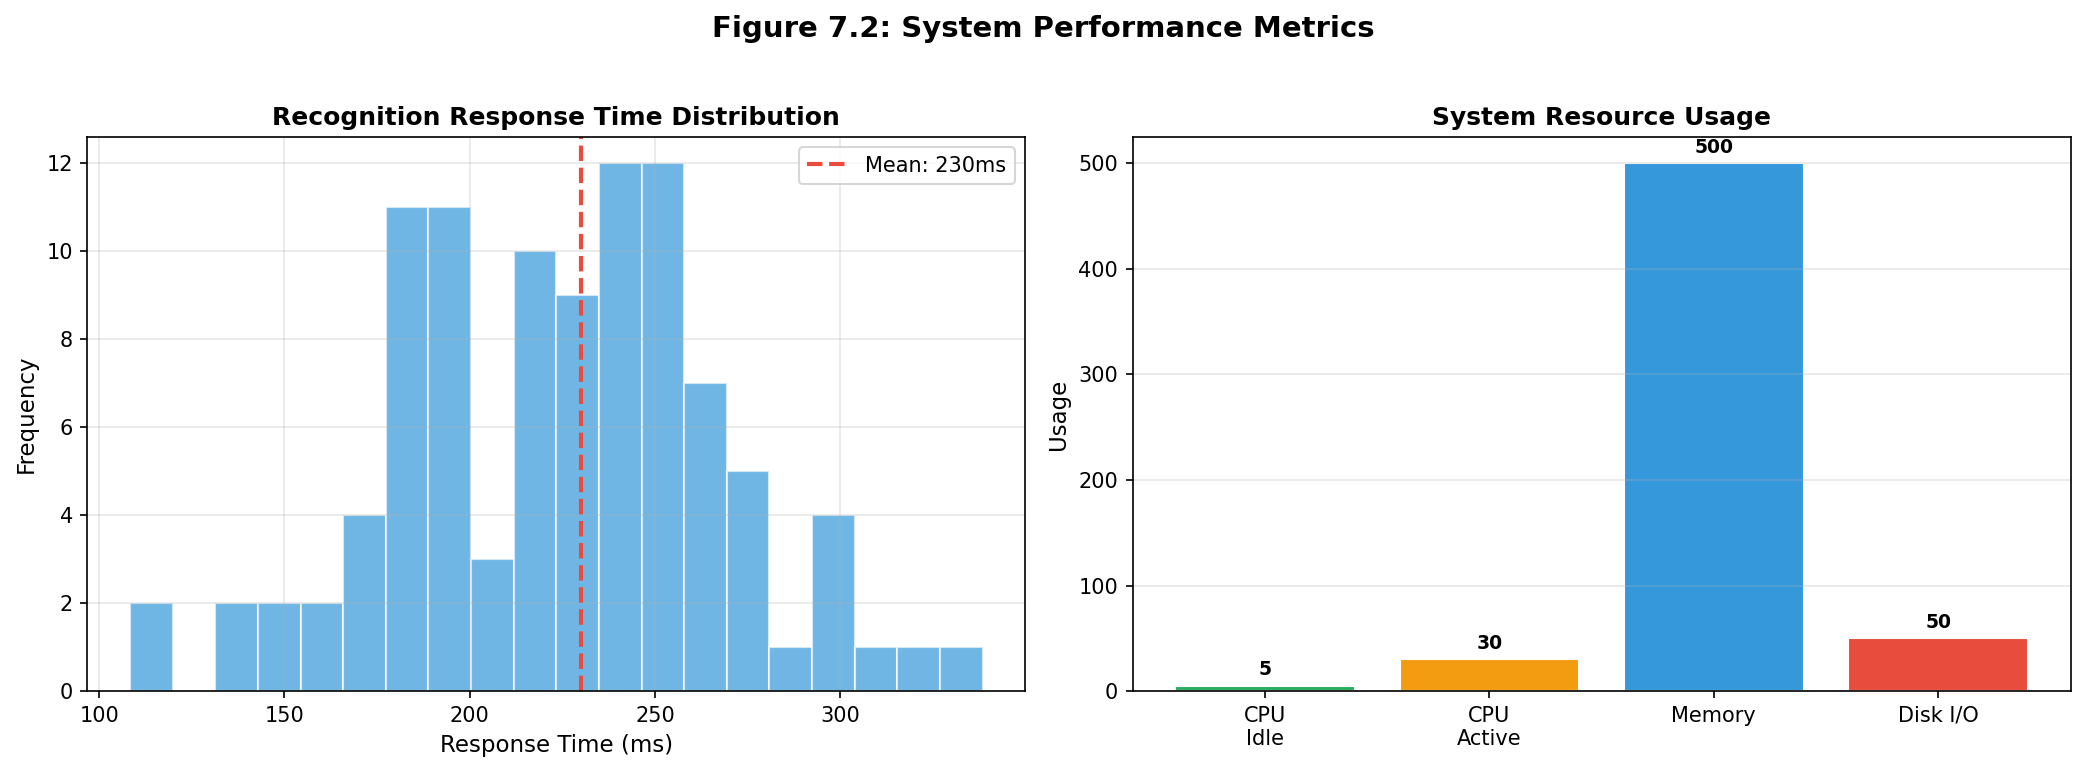 Figure 7.2: System Performance Metrics
Recognition Response Time Distribution
Mean: 230ms
Frequency
12
10
8
6
4
2
0
100 150 200 250 300
Response Time (ms)
System Resource Usage
Usage
500
400
300
200
100
0
5
30
500
50
CPU
Idle
CPU
Active
Memory
Disk I/O